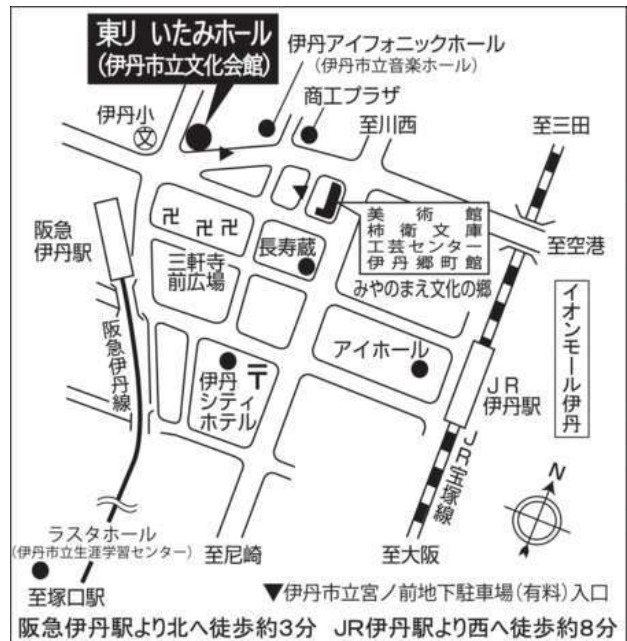 東リ いたみホール
(伊丹市立文化会館)
伊丹アイフォニックホール
(伊丹市立音楽ホール)
商工プラザ
伊丹小
文
至川西
至三田
美術館
柿衞文庫
工芸センター
伊丹郷町館
至空港
阪急
伊丹駅
卍 卍 卍
長寿蔵
三軒寺
前広場
みやのまえ文化の郷
イオンモール伊丹
アイホール
阪急伊丹線
伊丹
シティ
ホテル
〒
JR
伊丹駅
JR宝塚線
N
ラスタホール
(伊丹市立生涯学習センター)
至尼崎
至大阪
至塚口駅
▼伊丹市立宮ノ前地下駐車場(有料)入口
阪急伊丹駅より北へ徒歩約3分 JR伊丹駅より西へ徒歩約8分